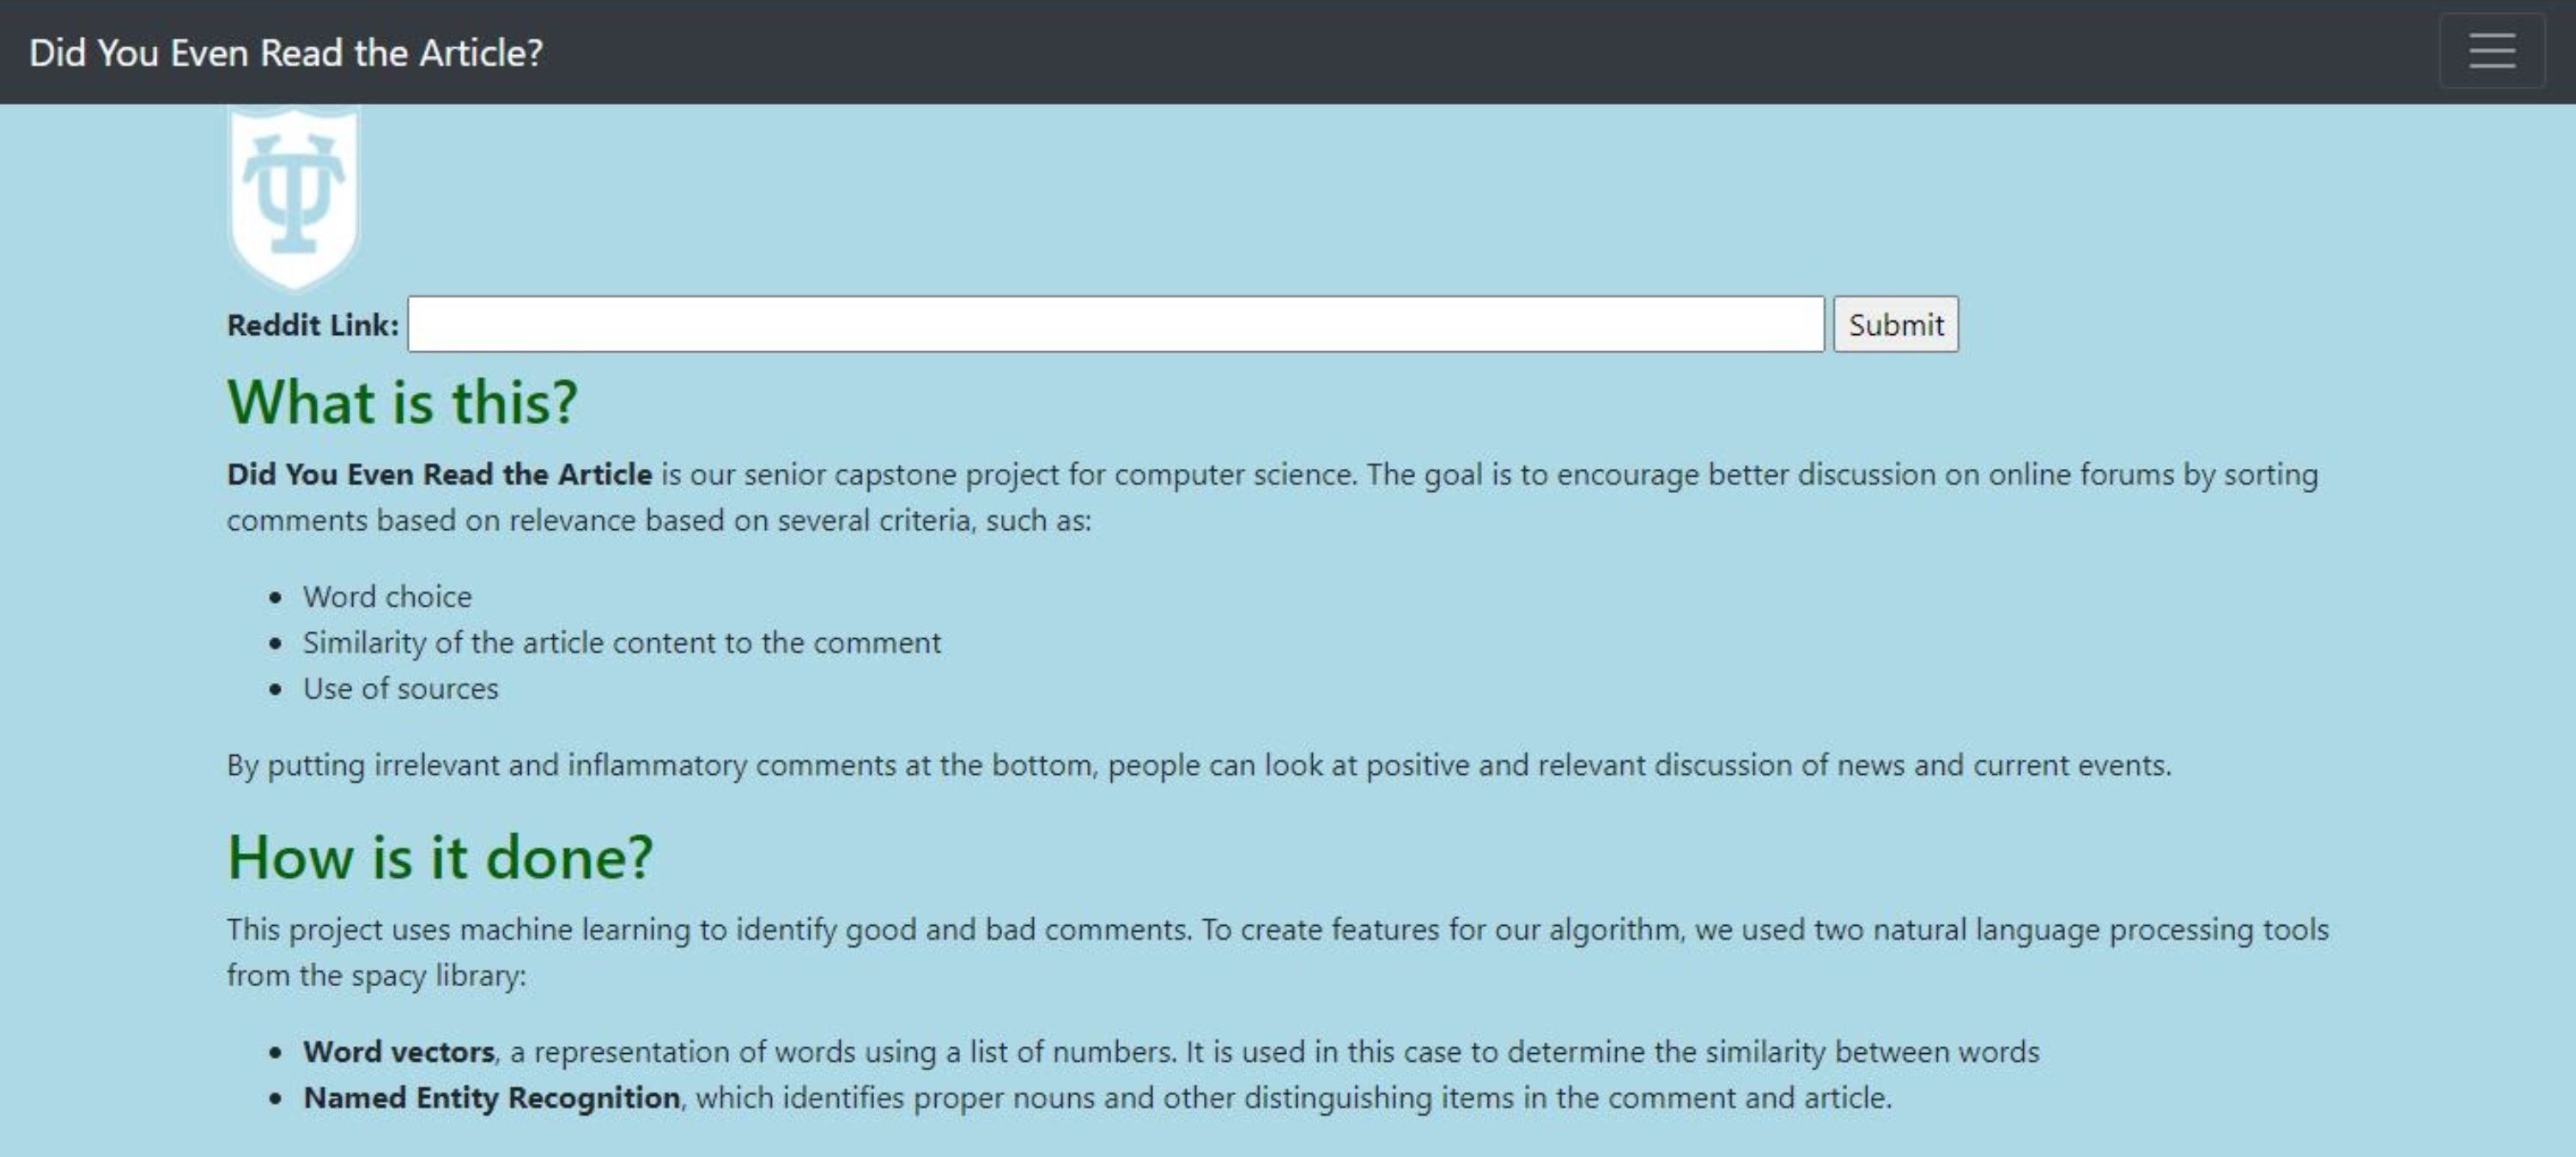 Did You Even Read the Article?
Reddit Link: Submit
What is this?
Did You Even Read the Article is our senior capstone project for computer science. The goal is to encourage better discussion on online forums by sorting
comments based on relevance based on several criteria, such as:
• Word choice
• Similarity of the article content to the comment
• Use of sources
By putting irrelevant and inflammatory comments at the bottom, people can look at positive and relevant discussion of news and current events.
How is it done?
This project uses machine learning to identify good and bad comments. To create features for our algorithm, we used two natural language processing tools
from the spacy library:
• Word vectors, a representation of words using a list of numbers. It is used in this case to determine the similarity between words
• Named Entity Recognition, which identifies proper nouns and other distinguishing items in the comment and article.